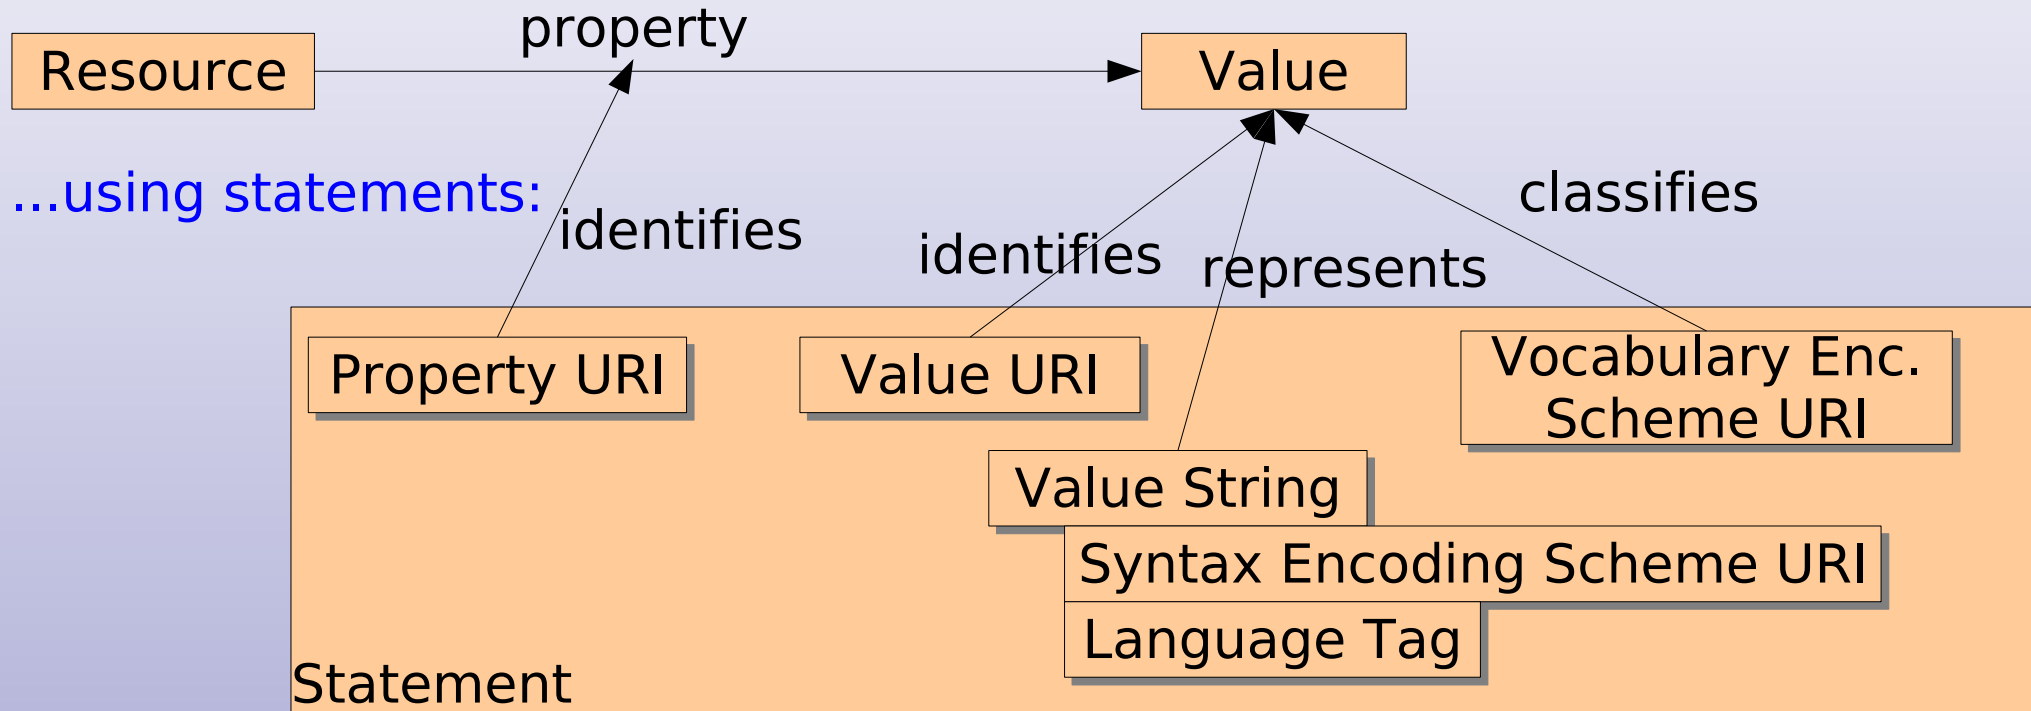 property
Resource
Value
...using statements:
classifies
identifies
identifies
represents
Property URI
Value URI
Vocabulary Enc.
Scheme URI
Value String
Syntax Encoding Scheme URI
Language Tag
Statement